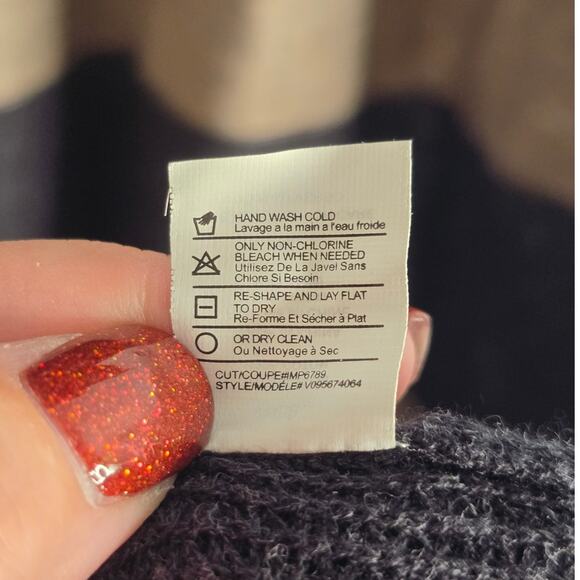 HAND WASH COLD
Lavage a la main a l'eau froide
ONLY NON-CHLORINE
BLEACH WHEN NEEDED
Utilisez De La Javel Sans
Chlore Si Besoin
RE-SHAPE AND LAY FLAT
TO DRY
Re-Forme Et Sécher à Plat
OR DRY CLEAN
Ou Nettoyage à Sec
CUT/COUPE#MP6789
STYLE/MODÉLE# V095674064